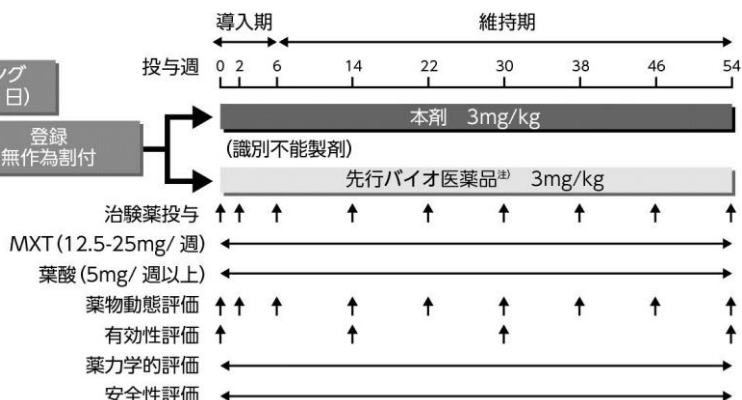 導入期 維持期
投与週 0 2 6 14 22 30 38 46 54
ング
日)
本剤 3mg/kg
登録
無作為割付
(識別不能製剤)
先行バイオ医薬品注) 3mg/kg
治験薬投与
MXT(12.5-25mg/週)
葉酸(5mg/週以上)
薬物動態評価
有効性評価
薬力学的評価
安全性評価